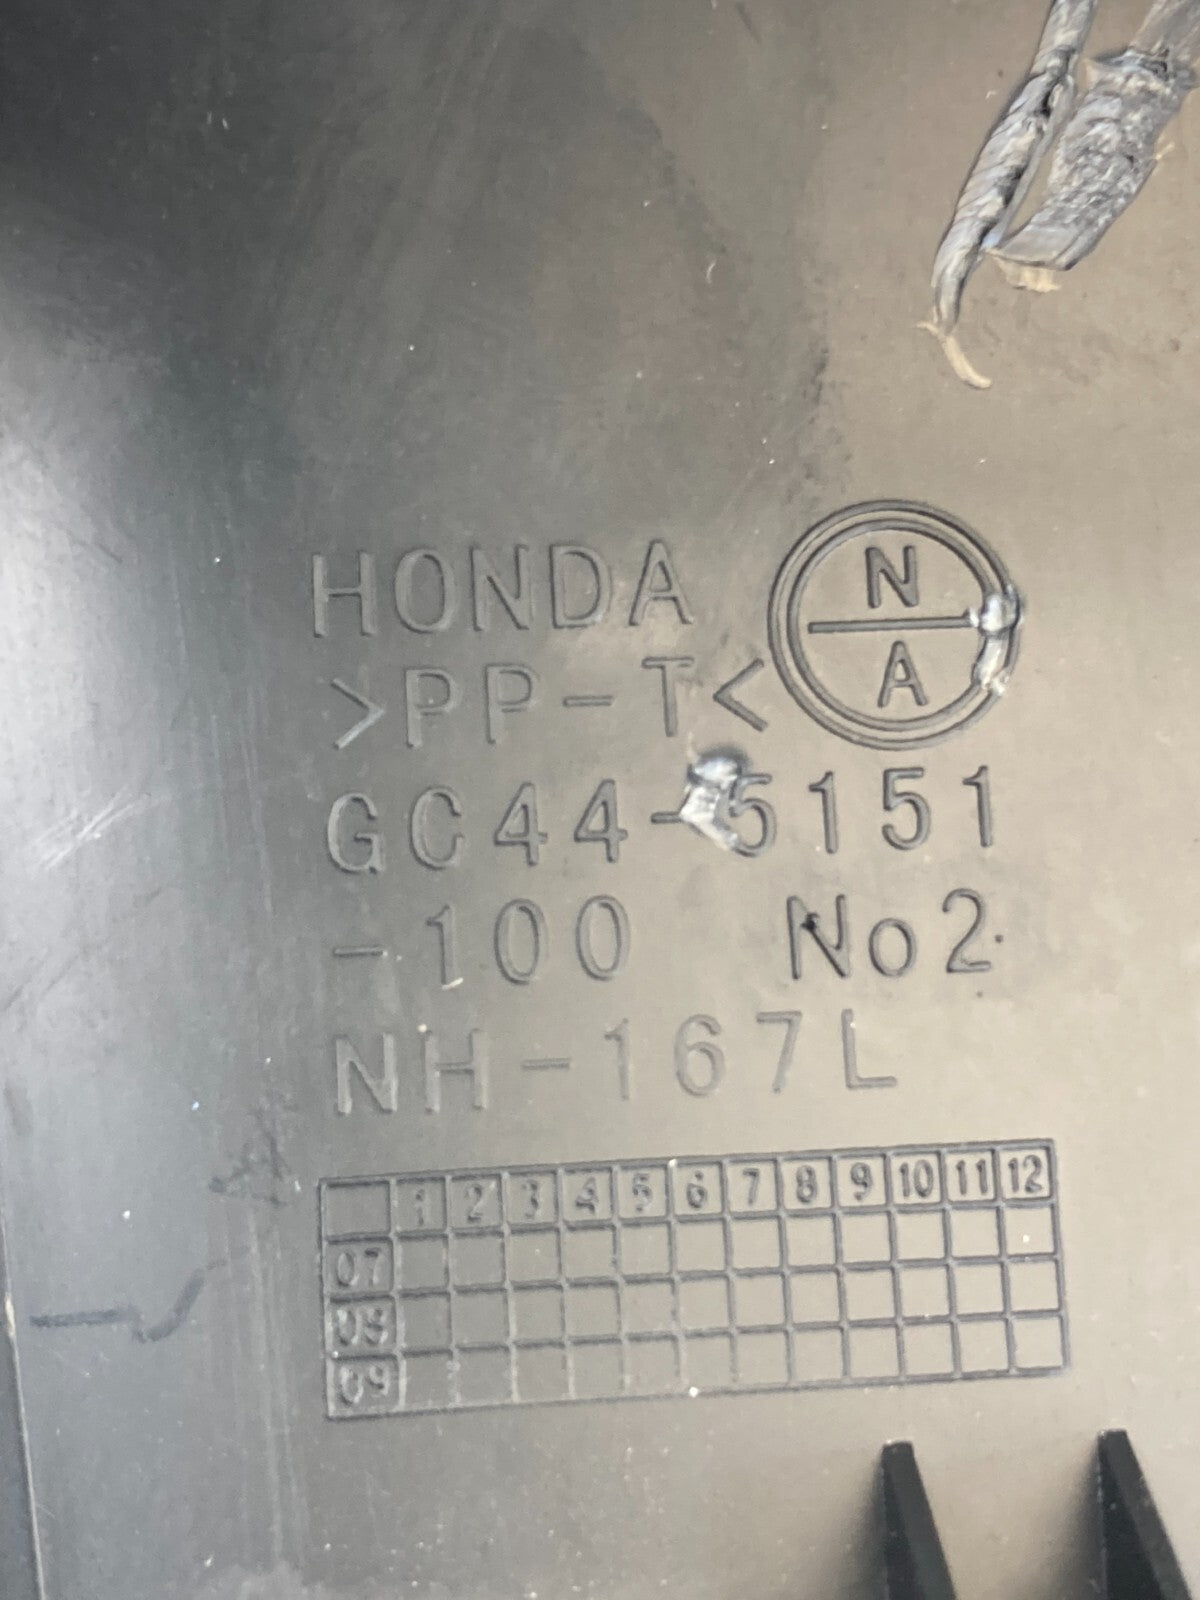 HONDA
N
A
>PP-T<
GC44-5151
-100 No2
NH-167L
1 2 3 4 5 6 7 8 9 10 11 12
07
08
09